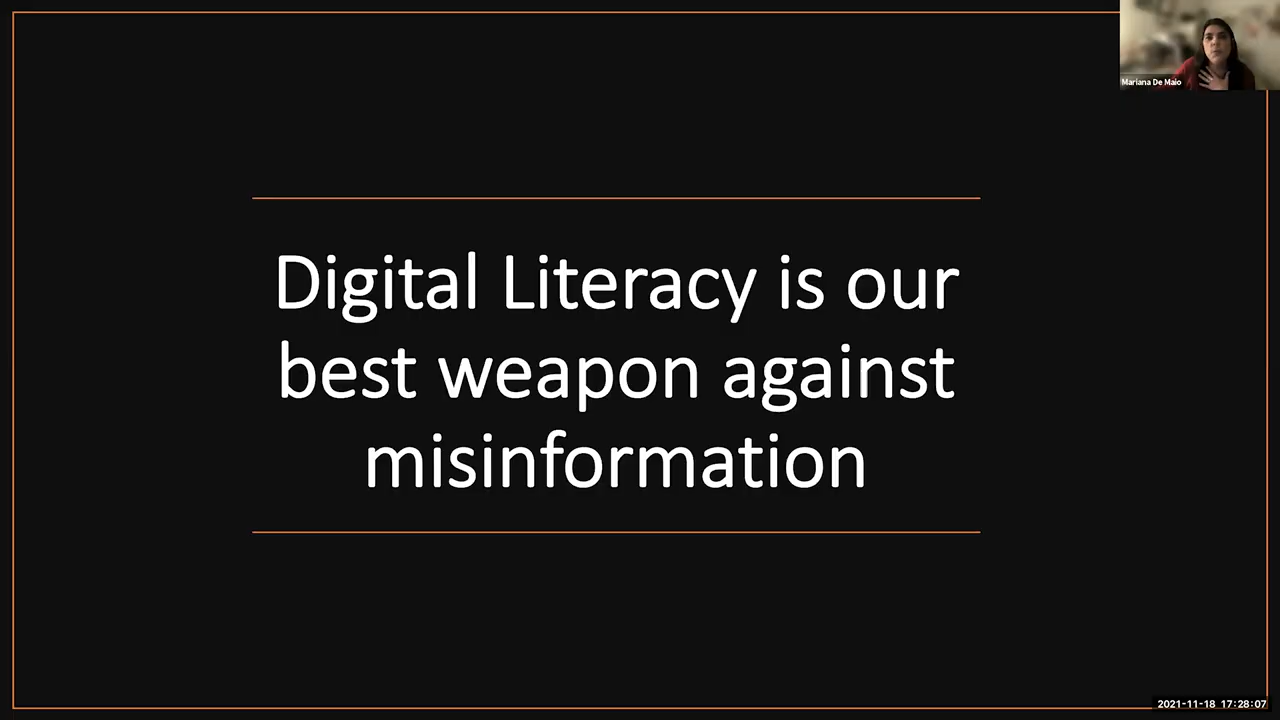 Mariana De Maio
Digital Literacy is our
best weapon against
misinformation
2021-11-18 17:28:07